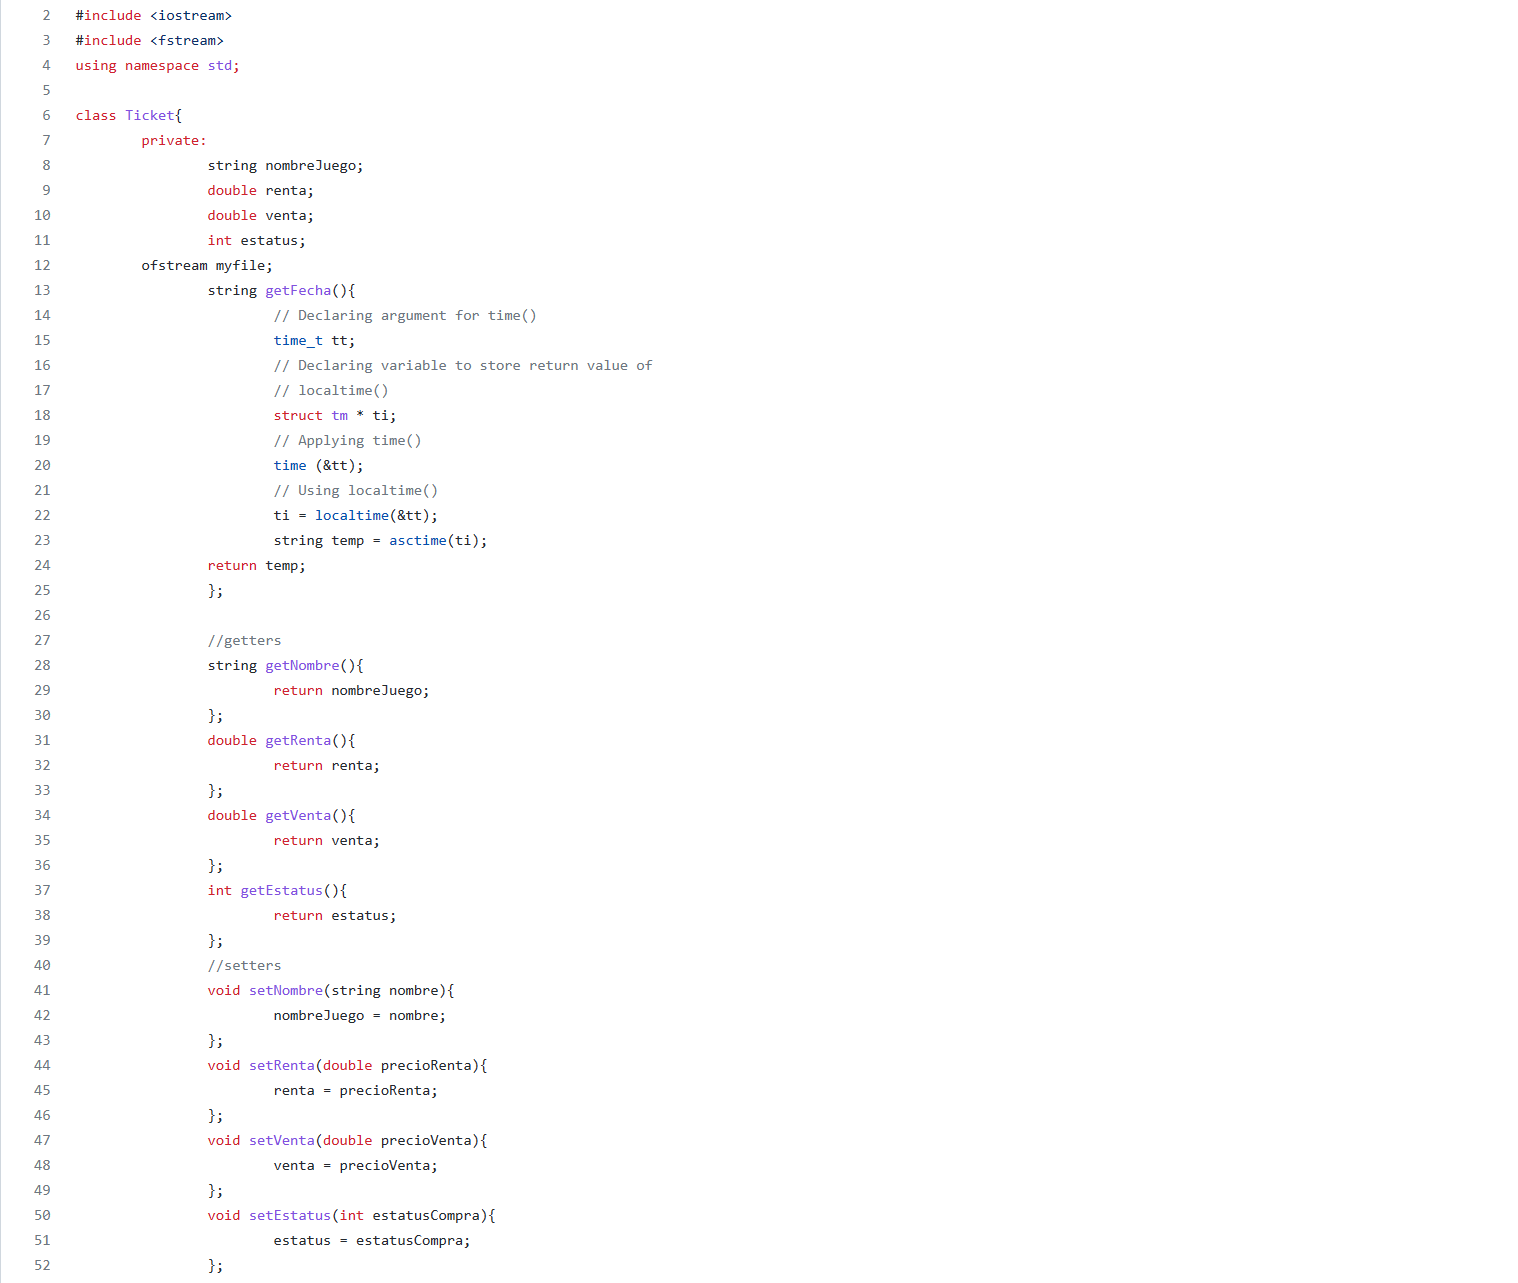 2 #include <iostream>
3 #include <fstream>
4 using namespace std;
5
6 class Ticket{
7 private:
8 string nombreJuego;
9 double renta;
10 double venta;
11 int estatus;
12 ofstream myfile;
13 string getFecha(){
14 // Declaring argument for time()
15 time_t tt;
16 // Declaring variable to store return value of
17 // localtime()
18 struct tm * ti;
19 // Applying time()
20 time (&tt);
21 // Using localtime()
22 ti = localtime(&tt);
23 string temp = asctime(ti);
24 return temp;
25 };
26
27 //getters
28 string getNombre(){
29 return nombreJuego;
30 };
31 double getRenta(){
32 return renta;
33 };
34 double getVenta(){
35 return venta;
36 };
37 int getEstatus(){
38 return estatus;
39 };
40 //setters
41 void setNombre(string nombre){
42 nombreJuego = nombre;
43 };
44 void setRenta(double precioRenta){
45 renta = precioRenta;
46 };
47 void setVenta(double precioVenta){
48 venta = precioVenta;
49 };
50 void setEstatus(int estatusCompra){
51 estatus = estatusCompra;
52 };